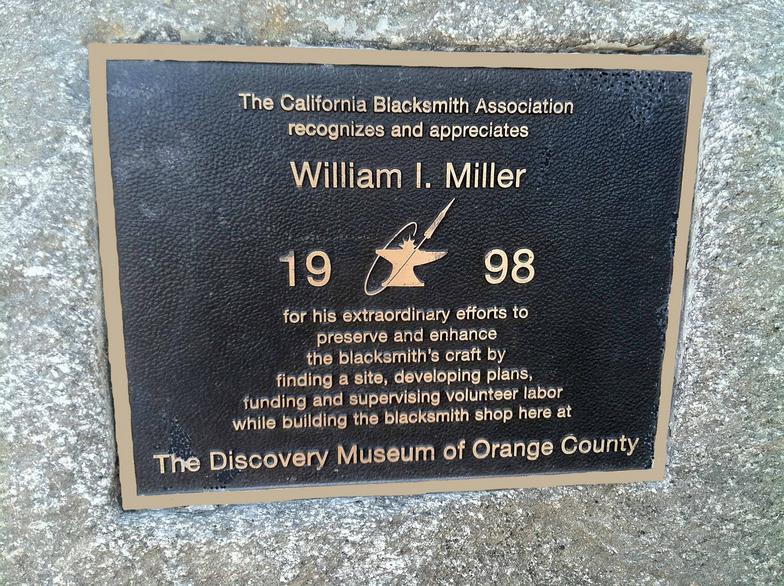 The California Blacksmith Association
recognizes and appreciates
William I. Miller
19 98
for his extraordinary efforts to
preserve and enhance
the blacksmith's craft by
finding a site, developing plans,
funding and supervising volunteer labor
while building the blacksmith shop here at
The Discovery Museum of Orange County